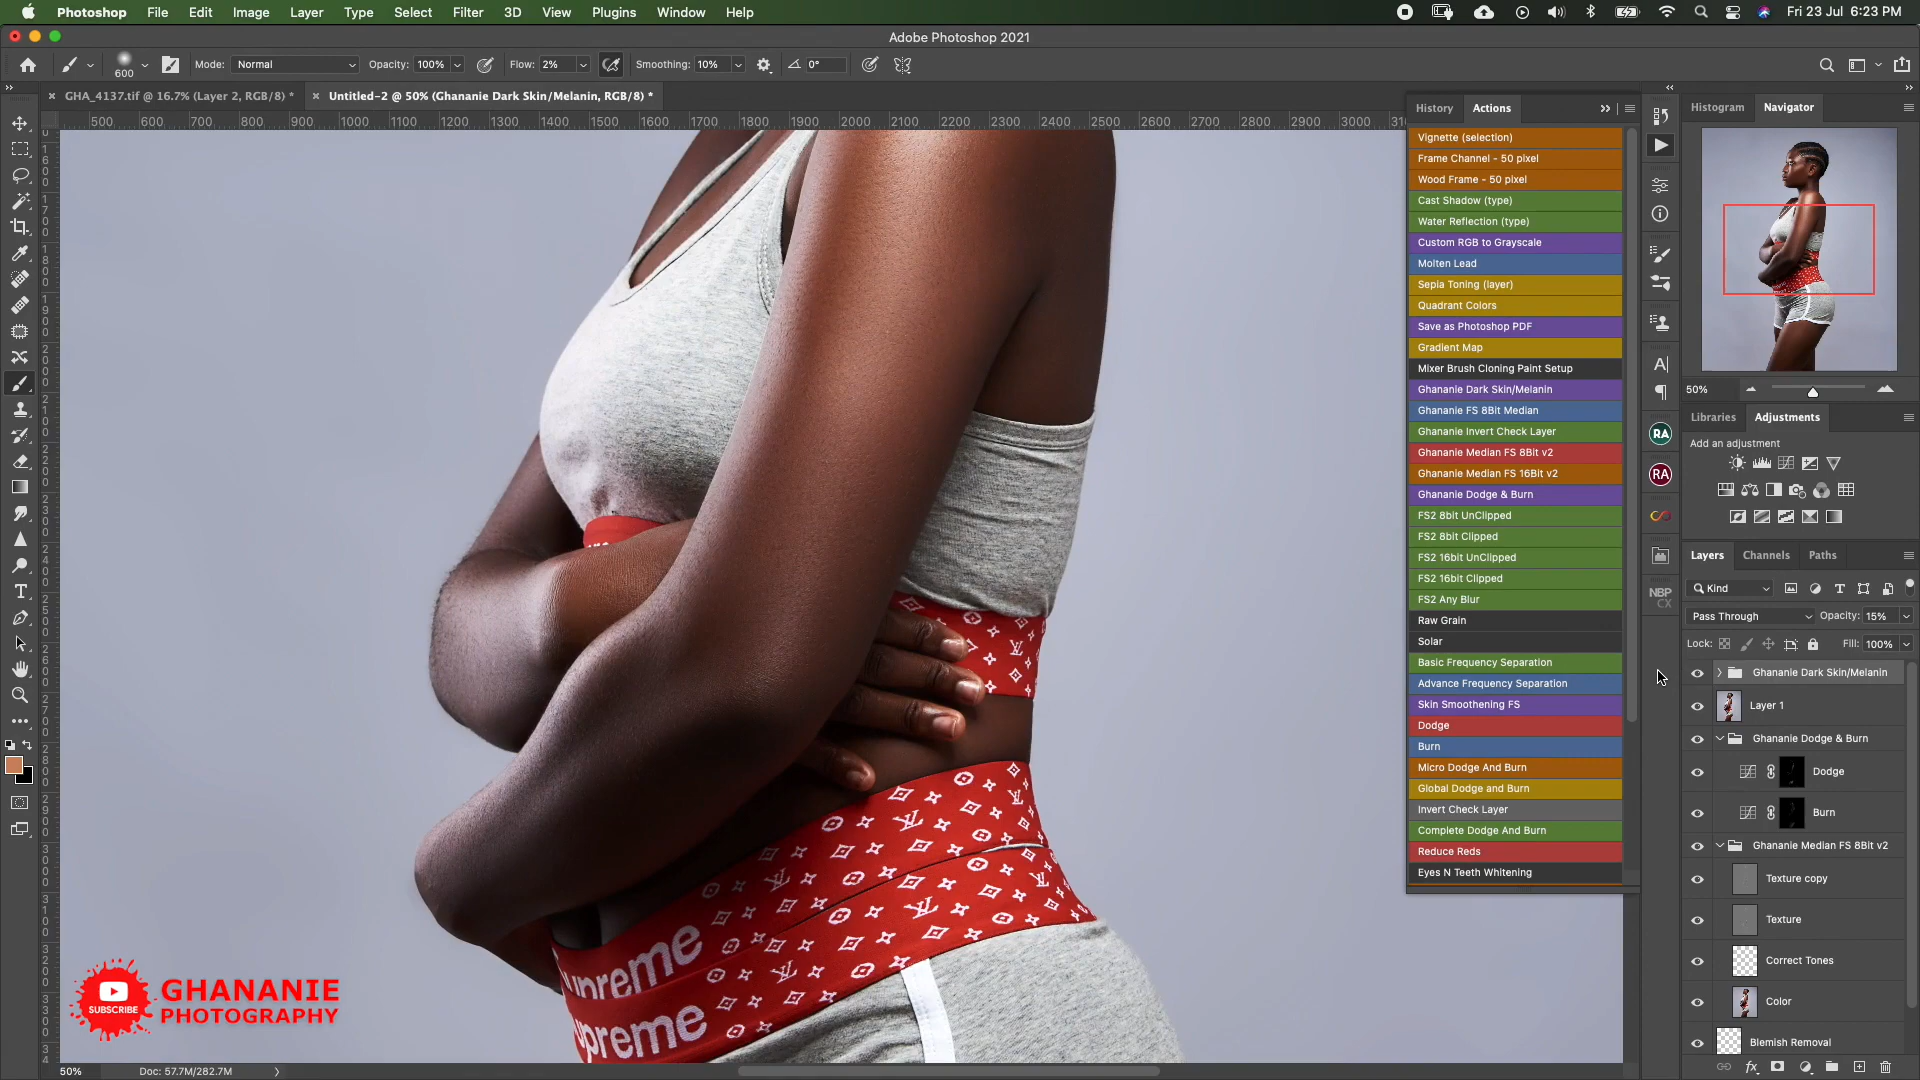 Photoshop File Edit Image Layer Type Select Filter 3D View Plugins Window Help
Fri 23 Jul 6:23 PM
Adobe Photoshop 2021
600 Mode: Normal Opacity: 100% Flow: 2% Smoothing: 10% 0°
GHA_4137.tif @ 16.7% (Layer 2, RGB/8) *
Untitled-2 @ 50% (Ghananie Dark Skin/Melanin, RGB/8) *
500 600 700 800 900 1000 1100 1200 1300 1400 1500 1600 1700 1800 1900 2000 2100 2200 2300 2400 2500 2600 2700 2800 2900 3000
History Actions
Vignette (selection)
Frame Channel - 50 pixel
Wood Frame - 50 pixel
Cast Shadow (type)
Water Reflection (type)
Custom RGB to Grayscale
Molten Lead
Sepia Toning (layer)
Quadrant Colors
Save as Photoshop PDF
Gradient Map
Mixer Brush Cloning Paint Setup
Ghananie Dark Skin/Melanin
Ghananie FS 8Bit Median
Ghananie Invert Check Layer
Ghananie Median FS 8Bit v2
Ghananie Median FS 16Bit v2
Ghananie Dodge & Burn
FS2 8bit UnClipped
FS2 8bit Clipped
FS2 16bit UnClipped
FS2 16bit Clipped
FS2 Any Blur
Raw Grain
Solar
Basic Frequency Separation
Advance Frequency Separation
Skin Smoothening FS
Dodge
Burn
Micro Dodge And Burn
Global Dodge and Burn
Invert Check Layer
Complete Dodge And Burn
Reduce Reds
Eyes N Teeth Whitening
RA
RA
NBP
CX
Histogram Navigator
50%
Libraries Adjustments
Add an adjustment
Layers Channels Paths
Kind
Pass Through Opacity: 15%
Lock: Fill: 100%
Ghananie Dark Skin/Melanin
Layer 1
Ghananie Dodge & Burn
Dodge
Burn
Ghananie Median FS 8Bit v2
Texture copy
Texture
Correct Tones
Color
Blemish Removal
upreme
upreme
SUBSCRIBE
GHANANIE
PHOTOGRAPHY
50% Doc: 57.7M/282.7M